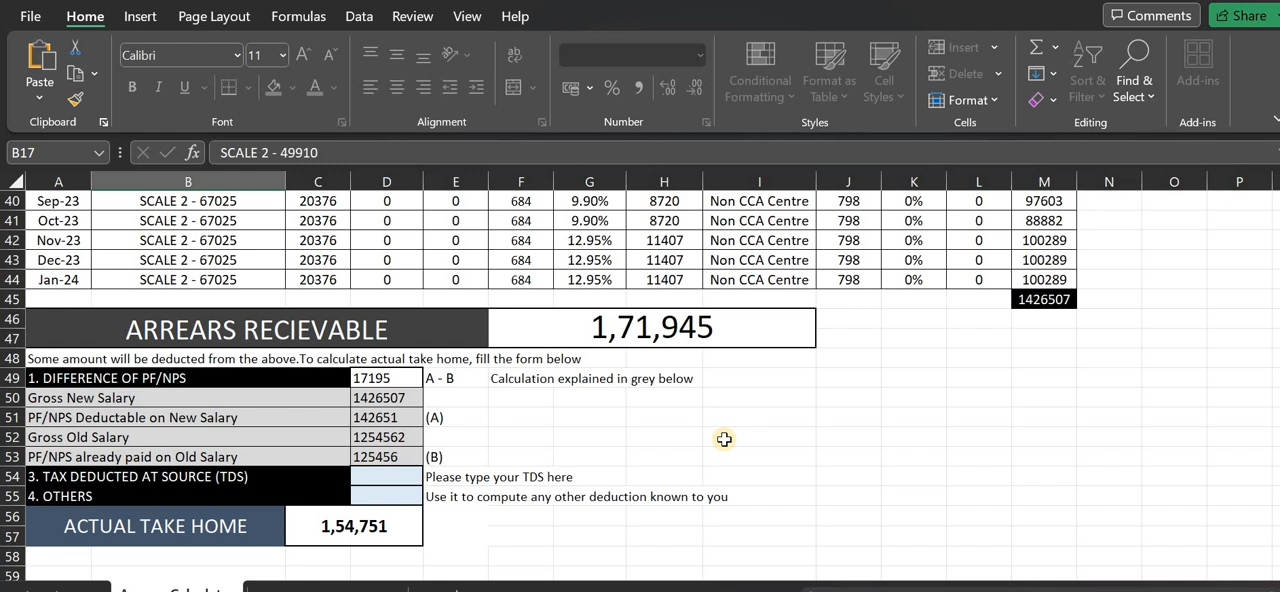 File Home Insert Page Layout Formulas Data Review View Help Comments Share
Calibri 11 A A ab Insert Σ A Z
Paste Conditional Format as Cell Delete Sort & Find & Add-ins
B I U A % 9 .00 Formatting Table Styles Format Filter Select
Clipboard Font Alignment Number Styles Cells Editing Add-ins
B17 fx SCALE 2 - 49910
A B C D E F G H I J K L M N O P
40 Sep-23 SCALE 2 - 67025 20376 0 0 684 9.90% 8720 Non CCA Centre 798 0% 0 97603
41 Oct-23 SCALE 2 - 67025 20376 0 0 684 9.90% 8720 Non CCA Centre 798 0% 0 88882
42 Nov-23 SCALE 2 - 67025 20376 0 0 684 12.95% 11407 Non CCA Centre 798 0% 0 100289
43 Dec-23 SCALE 2 - 67025 20376 0 0 684 12.95% 11407 Non CCA Centre 798 0% 0 100289
44 Jan-24 SCALE 2 - 67025 20376 0 0 684 12.95% 11407 Non CCA Centre 798 0% 0 100289
45 1426507
46
ARREARS RECIEVABLE 1,71,945
47
48 Some amount will be deducted from the above.To calculate actual take home, fill the form below
49 1. DIFFERENCE OF PF/NPS 17195 A - B Calculation explained in grey below
50 Gross New Salary 1426507
51 PF/NPS Deductable on New Salary 142651 (A)
52 Gross Old Salary 1254562
53 PF/NPS already paid on Old Salary 125456 (B)
54 3. TAX DEDUCTED AT SOURCE (TDS) Please type your TDS here
55 4. OTHERS Use it to compute any other deduction known to you
56
ACTUAL TAKE HOME 1,54,751
57
58
59